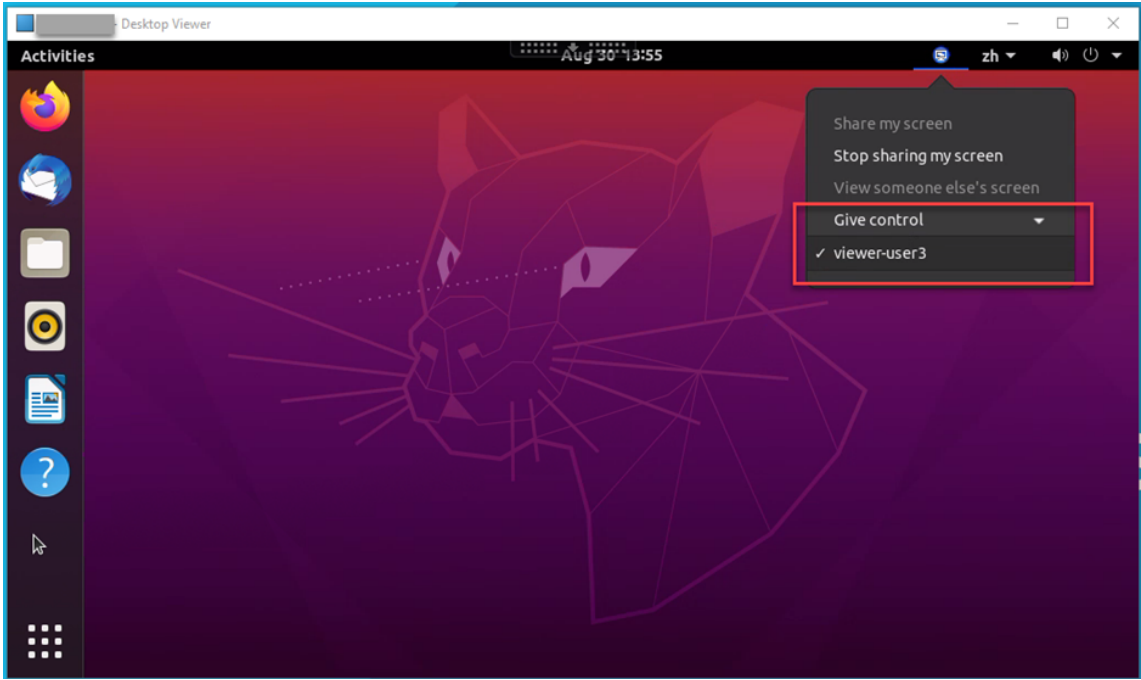 - Desktop Viewer
Activities
Aug 30 13:55
zh
Share my screen
Stop sharing my screen
View someone else's screen
Give control
✓ viewer-user3
?